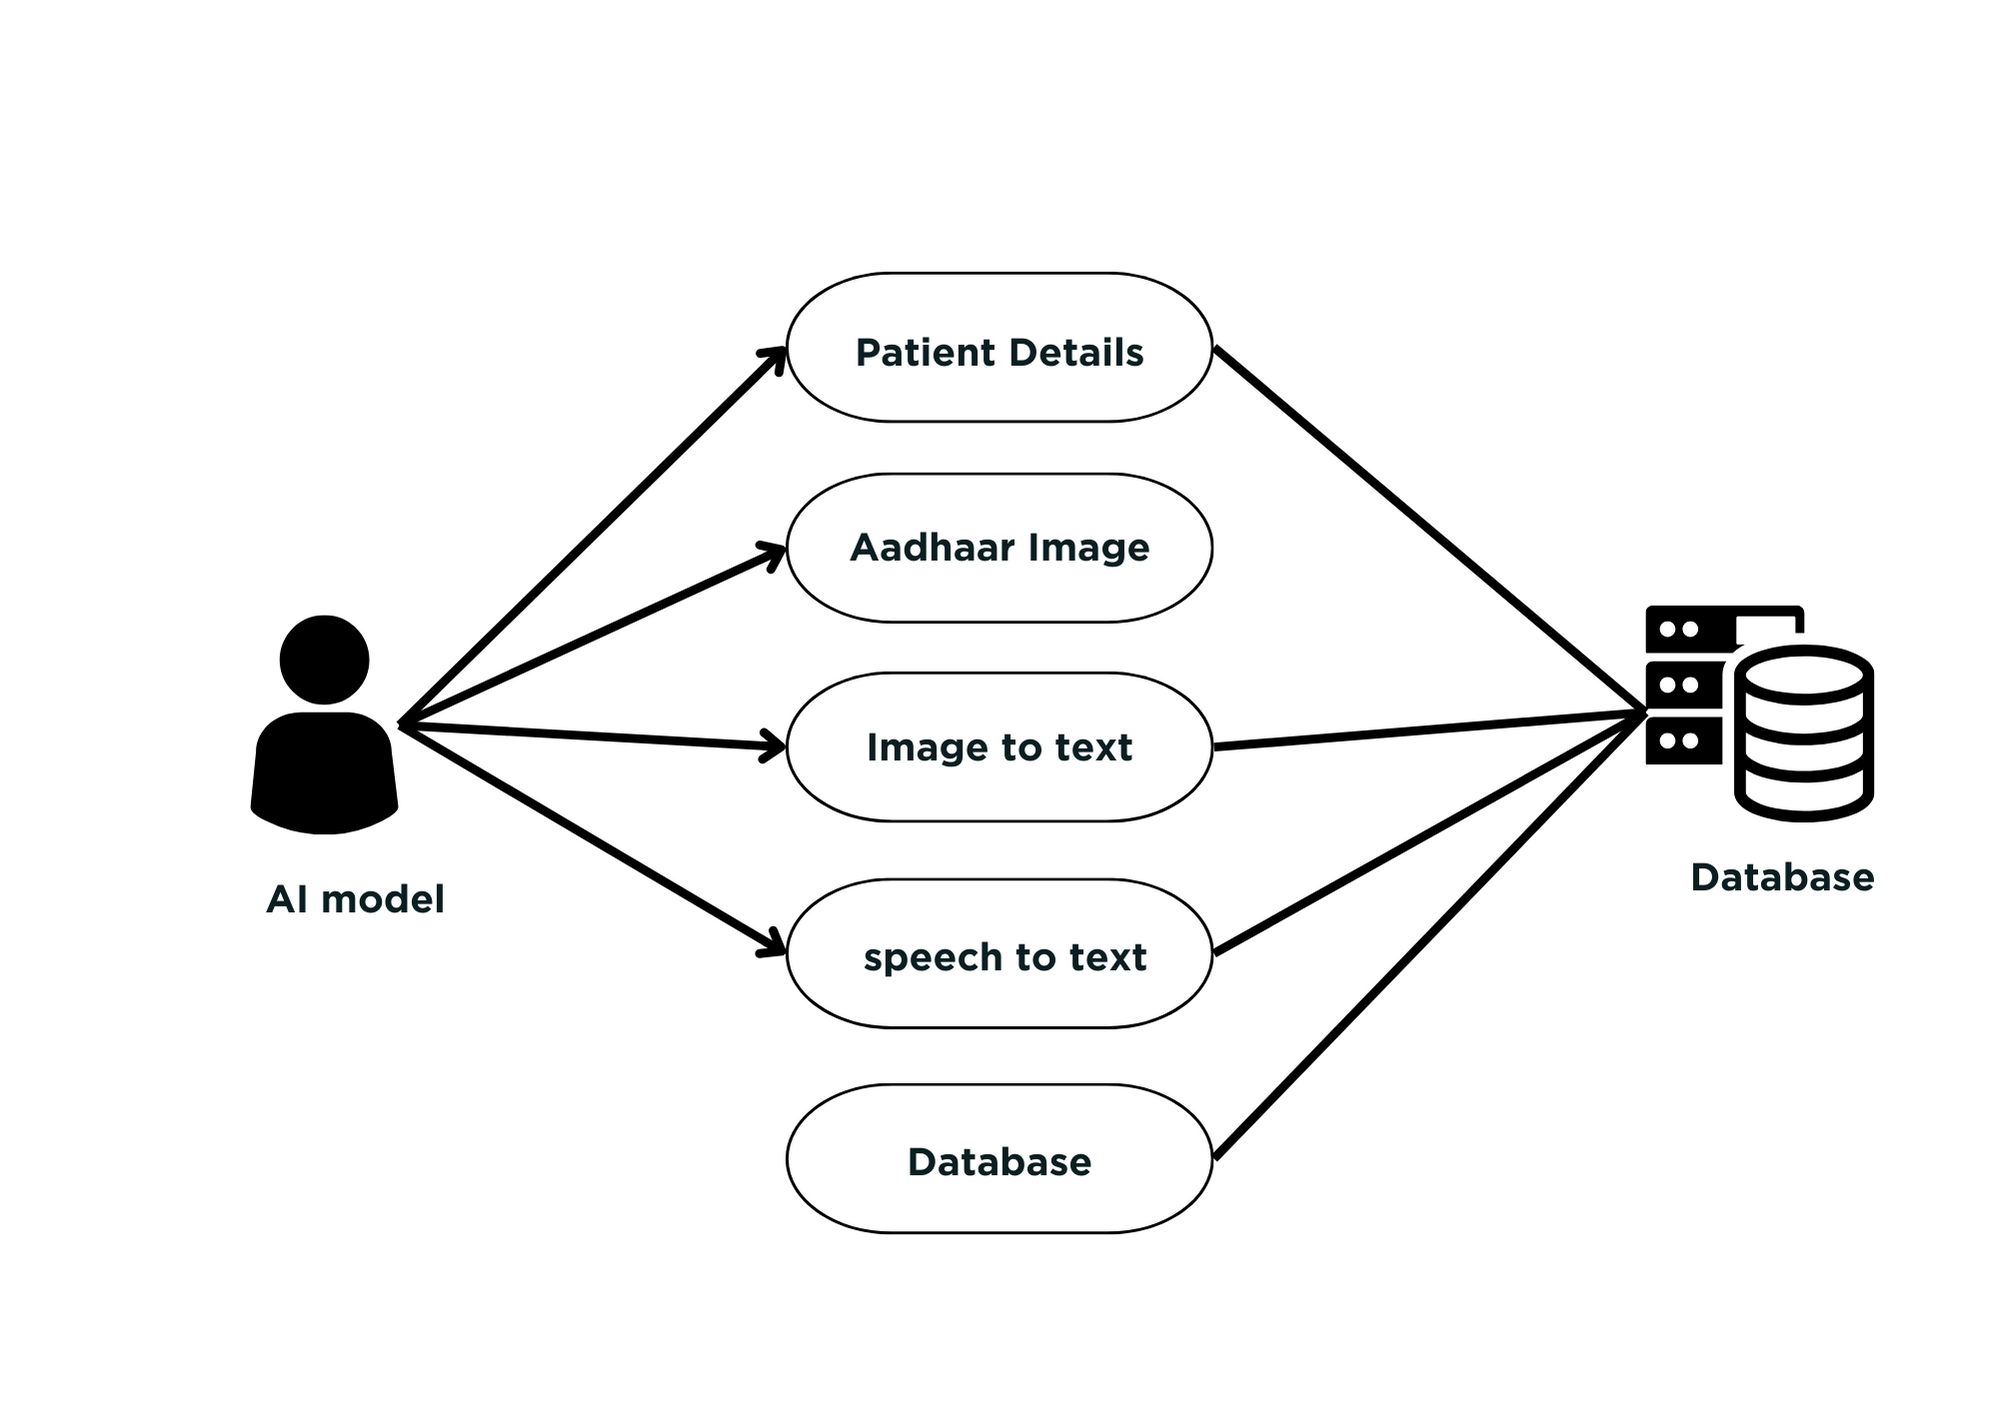 Patient Details
Aadhaar Image
Image to text
speech to text
Database
AI model
Database